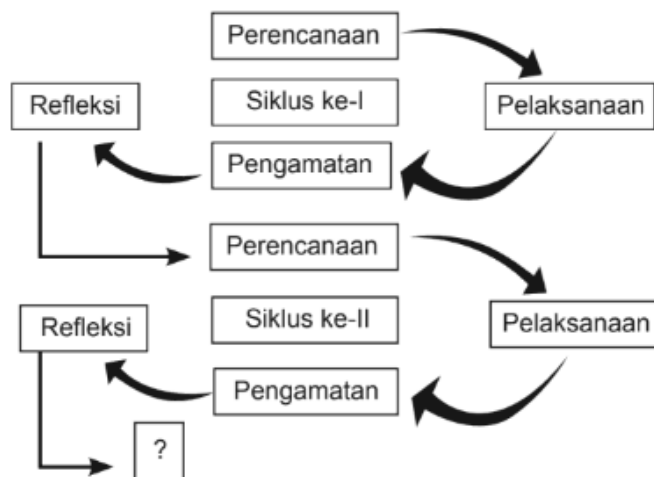 Perencanaan
Siklus ke-I
Refleksi
Pelaksanaan
Pengamatan
Perencanaan
Siklus ke-II
Refleksi
Pelaksanaan
Pengamatan
?